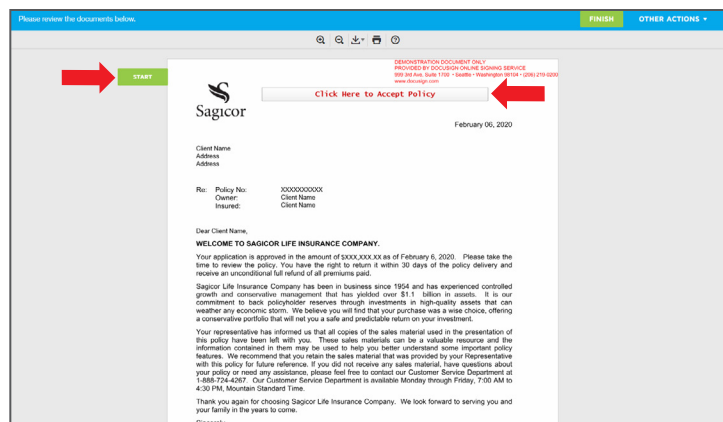 Please review the documents below.
FINISH
OTHER ACTIONS
START
DEMONSTRATION DOCUMENT ONLY
PROVIDED BY DOCUSIGN ONLINE SIGNING SERVICE
999 3rd Ave, Suite 1700 • Seattle • Washington 98104 • (206) 219-0200
www.docusign.com
Click Here to Accept Policy
Sagicor
February 06, 2020
Client Name
Address
Address
Re: Policy No: XXXXXXXXXX
Owner: Client Name
Insured: Client Name
Dear Client Name,
WELCOME TO SAGICOR LIFE INSURANCE COMPANY.
Your application is approved in the amount of $XXX,XXX.XX as of February 6, 2020. Please take the
time to review the policy. You have the right to return it within 30 days of the policy delivery and
receive an unconditional full refund of all premiums paid.
Sagicor Life Insurance Company has been in business since 1954 and has experienced controlled
growth and conservative management that has yielded over $1.1 billion in assets. It is our
commitment to back policyholder reserves through investments in high-quality assets that can
weather any economic storm. We believe you will find that your purchase was a wise choice, offering
a conservative portfolio that will net you a safe and predictable return on your investment.
Your representative has informed us that all copies of the sales material used in the presentation of
this policy have been left with you. These sales materials can be a valuable resource and the
information contained in them may be used to help you better understand some important policy
features. We recommend that you retain the sales material that was provided by your Representative
with this policy for future reference. If you did not receive any sales material, have questions about
your policy or need any assistance, please feel free to contact our Customer Service Department at
1-888-724-4267. Our Customer Service Department is available Monday through Friday, 7:00 AM to
4:30 PM, Mountain Standard Time.
Thank you again for choosing Sagicor Life Insurance Company. We look forward to serving you and
your family in the years to come.